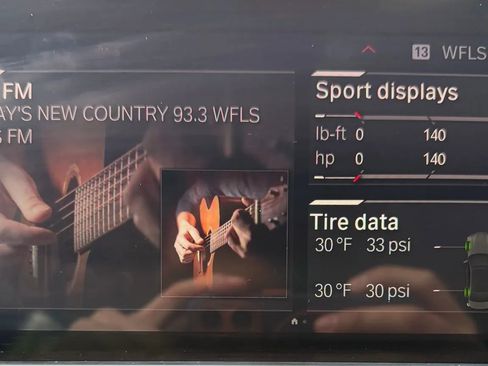 13 WFLS
FM
AY'S NEW COUNTRY 93.3 WFLS
S FM
Sport displays
lb-ft 0 140
hp 0 140
Tire data
30 °F 33 psi
30 °F 30 psi